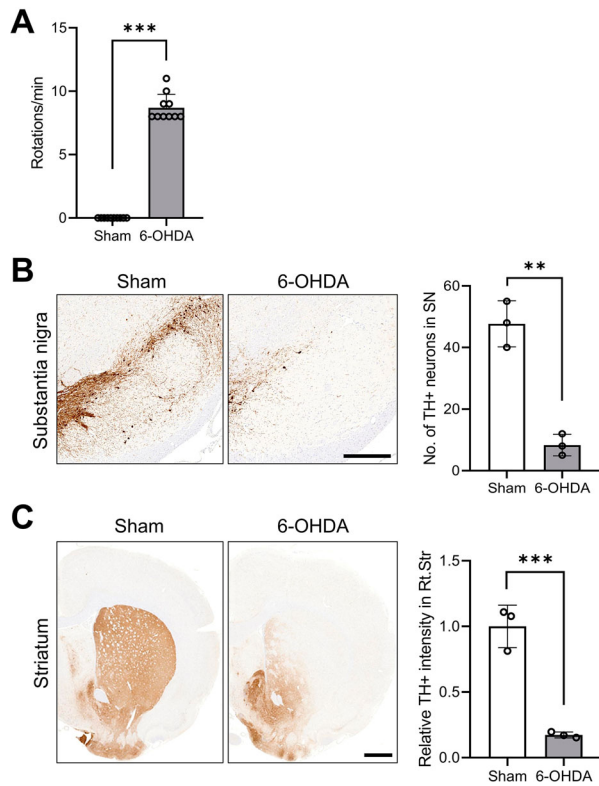 A
Rotations/min
15
10
5
0
***
Sham
6-OHDA
B
Sham
6-OHDA
Substantia nigra
No. of TH+ neurons in SN
60
40
20
0
**
Sham
6-OHDA
C
Sham
6-OHDA
Striatum
Relative TH+ intensity in Rt.Str
1.5
1.0
0.5
0.0
***
Sham
6-OHDA